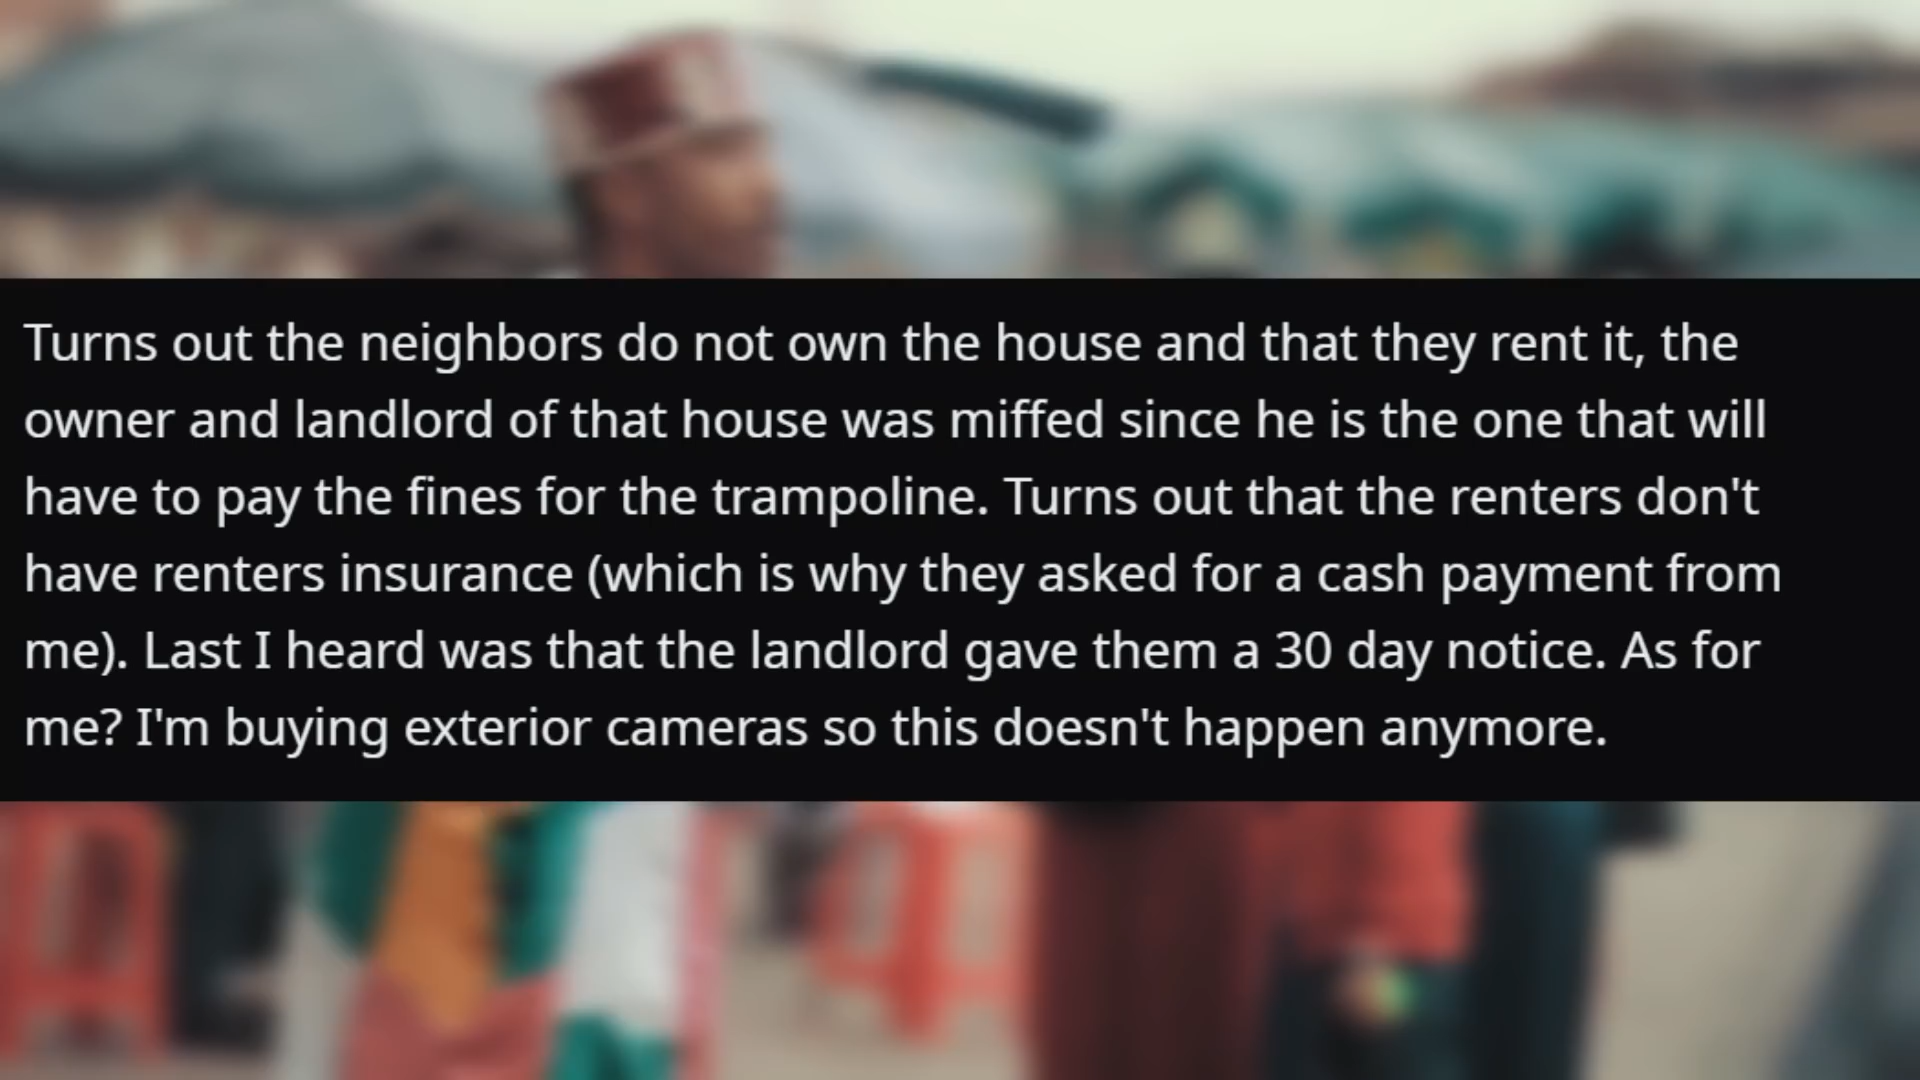 Turns out the neighbors do not own the house and that they rent it, the
owner and landlord of that house was miffed since he is the one that will
have to pay the fines for the trampoline. Turns out that the renters don't
have renters insurance (which is why they asked for a cash payment from
me). Last I heard was that the landlord gave them a 30 day notice. As for
me? I'm buying exterior cameras so this doesn't happen anymore.